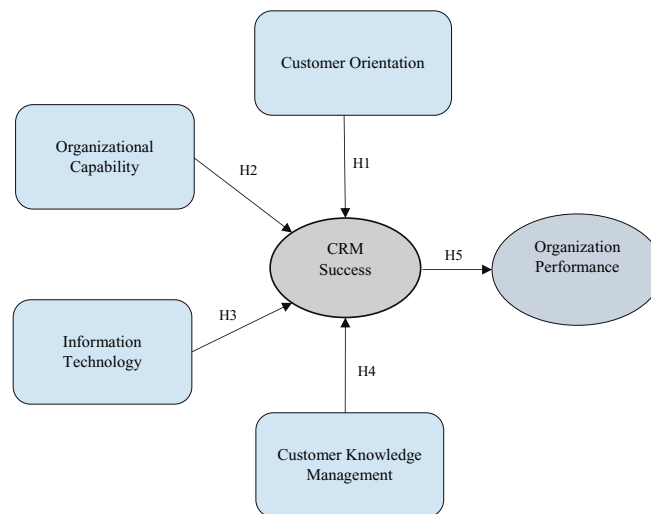 Customer Orientation
Organizational
Capability
H2
H1
CRM
Success
H5
Organization
Performance
Information
Technology
H3
H4
Customer Knowledge
Management